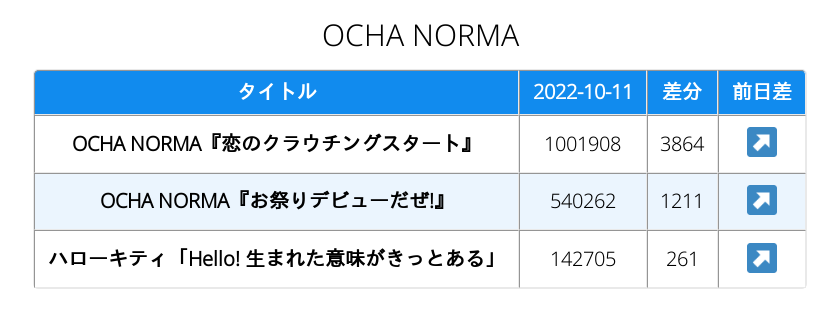 OCHA NORMA
タイトル 2022-10-11 差分 前日差
OCHA NORMA『恋のクラウチングスタート』 1001908 3864 ↗
OCHA NORMA『お祭りデビューだぜ!』 540262 1211 ↗
ハローキティ「Hello! 生まれた意味がきっとある」 142705 261 ↗